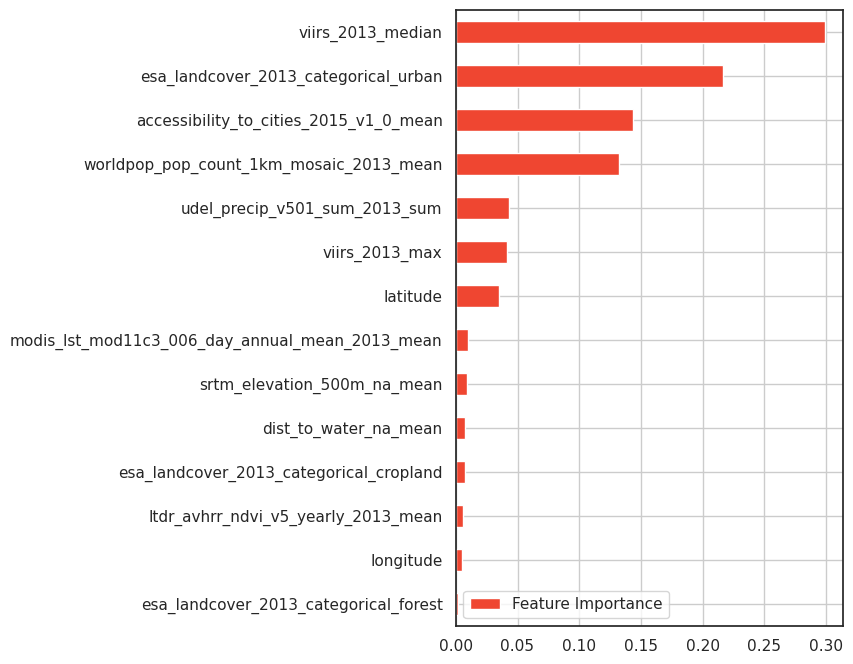 viirs_2013_median
esa_landcover_2013_categorical_urban
accessibility_to_cities_2015_v1_0_mean
worldpop_pop_count_1km_mosaic_2013_mean
udel_precip_v501_sum_2013_sum
viirs_2013_max
latitude
modis_lst_mod11c3_006_day_annual_mean_2013_mean
srtm_elevation_500m_na_mean
dist_to_water_na_mean
esa_landcover_2013_categorical_cropland
ltdr_avhrr_ndvi_v5_yearly_2013_mean
longitude
esa_landcover_2013_categorical_forest
Feature Importance
0.00 0.05 0.10 0.15 0.20 0.25 0.30